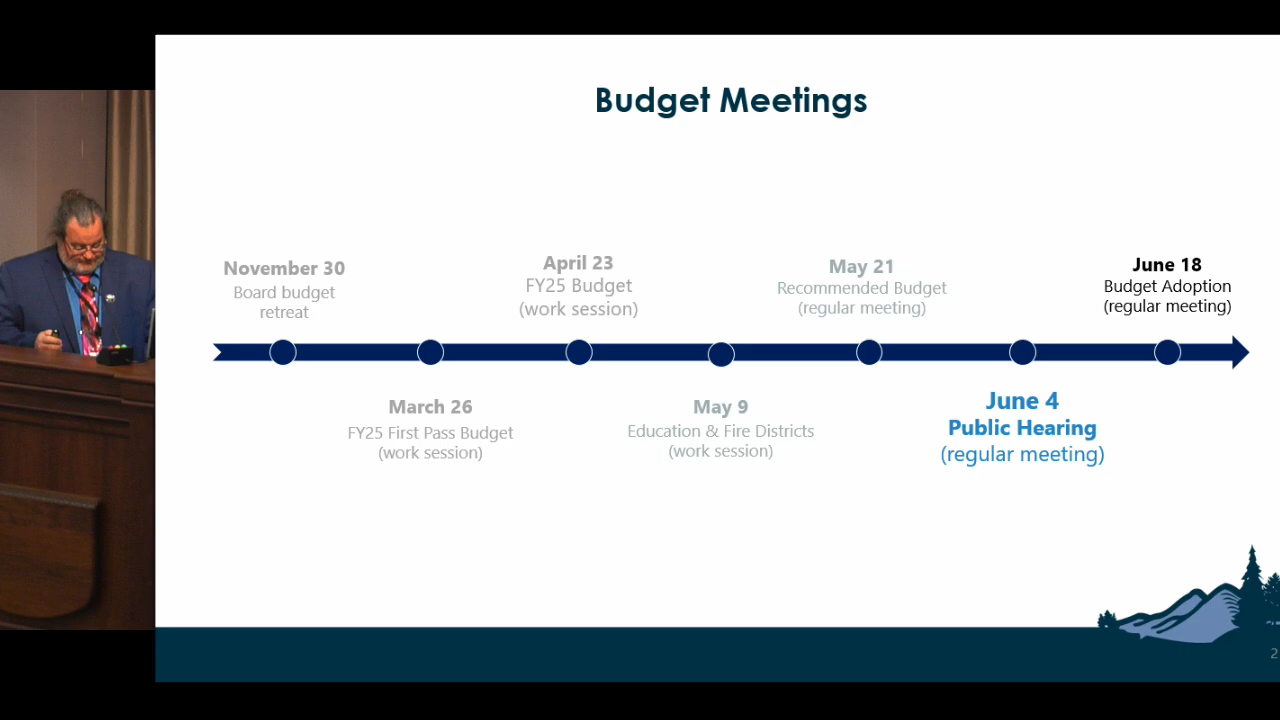 Budget Meetings
November 30
Board budget
retreat
March 26
FY25 First Pass Budget
(work session)
April 23
FY25 Budget
(work session)
May 9
Education & Fire Districts
(work session)
May 21
Recommended Budget
(regular meeting)
June 4
Public Hearing
(regular meeting)
June 18
Budget Adoption
(regular meeting)
2